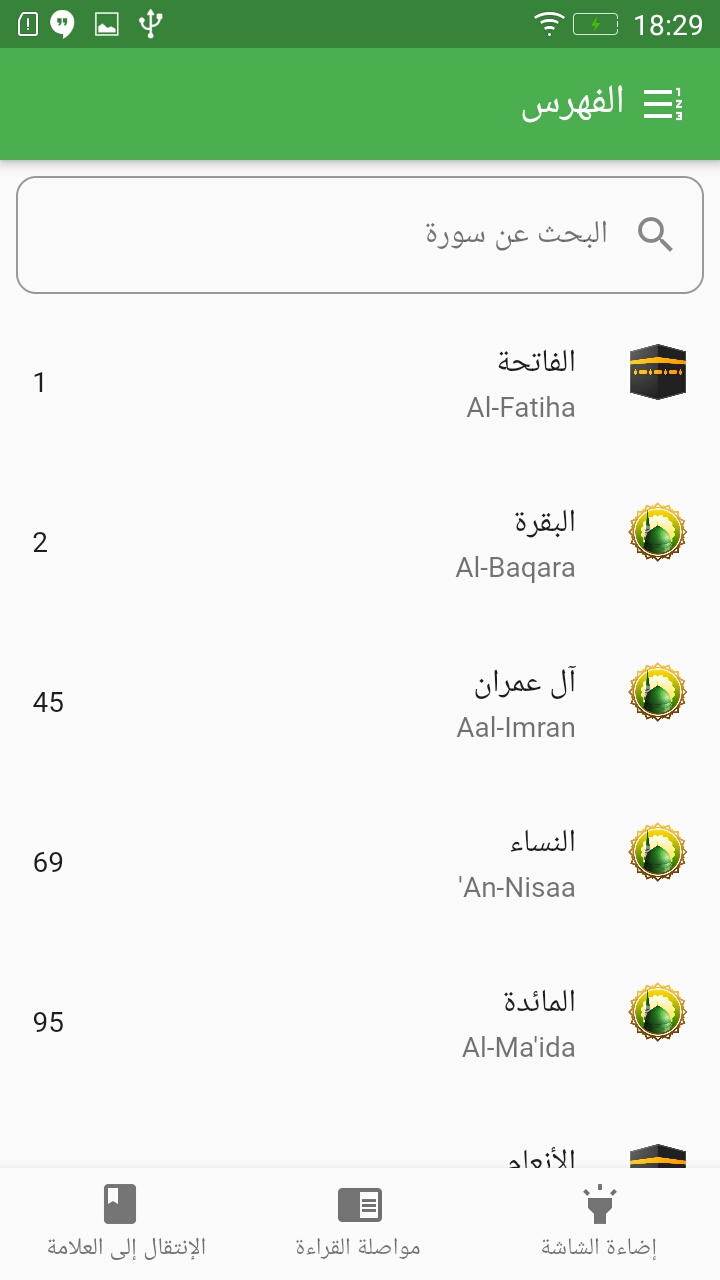 18:29
الفهرس
البحث عن سورة
الفاتحة
Al-Fatiha
1
البقرة
Al-Baqara
2
آل عمران
Aal-Imran
45
النساء
'An-Nisaa
69
المائدة
Al-Ma'ida
95
الأنعام
إضاءة الشاشة
مواصلة القراءة
الإنتقال إلى العلامة